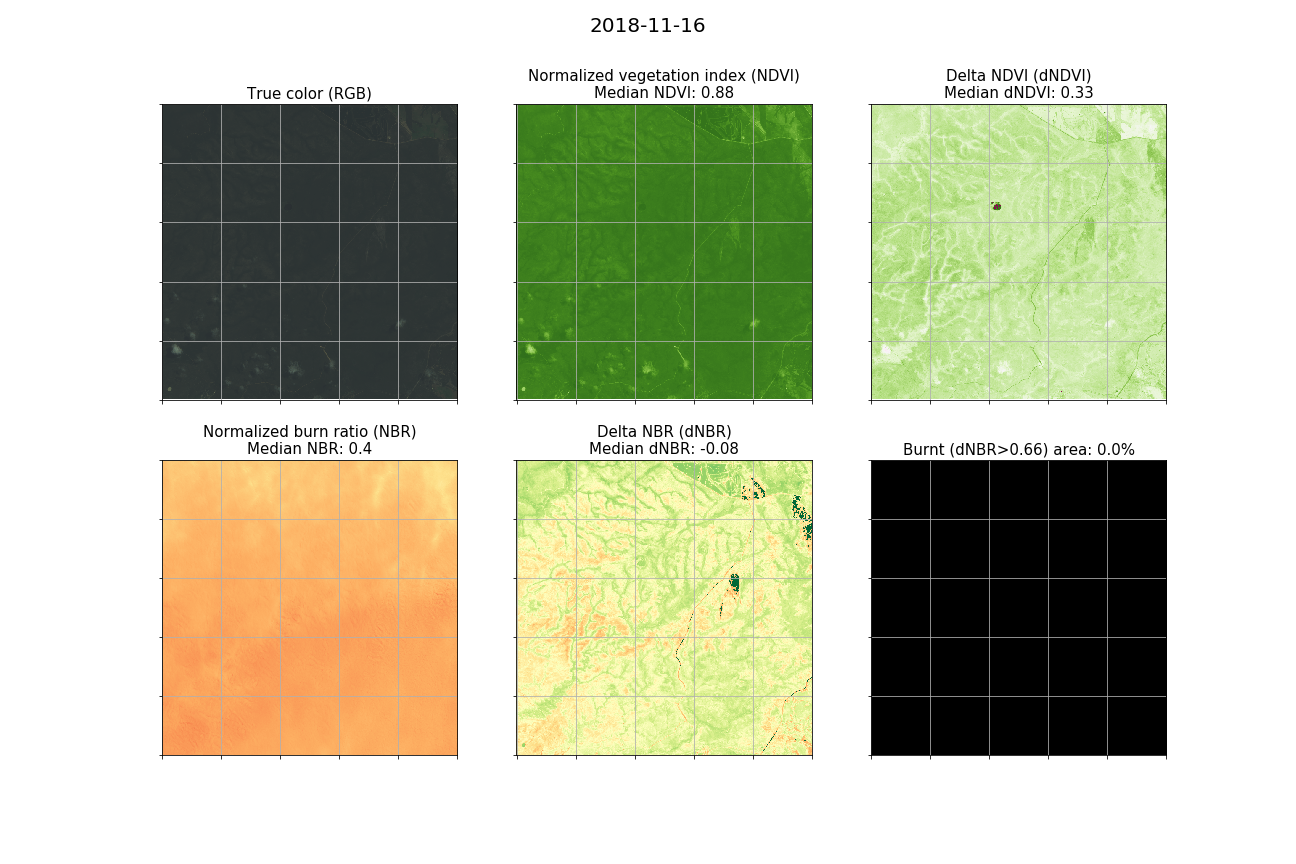 2018-11-16
True color (RGB)
Normalized vegetation index (NDVI)
Median NDVI: 0.88
Delta NDVI (dNDVI)
Median dNDVI: 0.33
Normalized burn ratio (NBR)
Median NBR: 0.4
Delta NBR (dNBR)
Median dNBR: -0.08
Burnt (dNBR>0.66) area: 0.0%